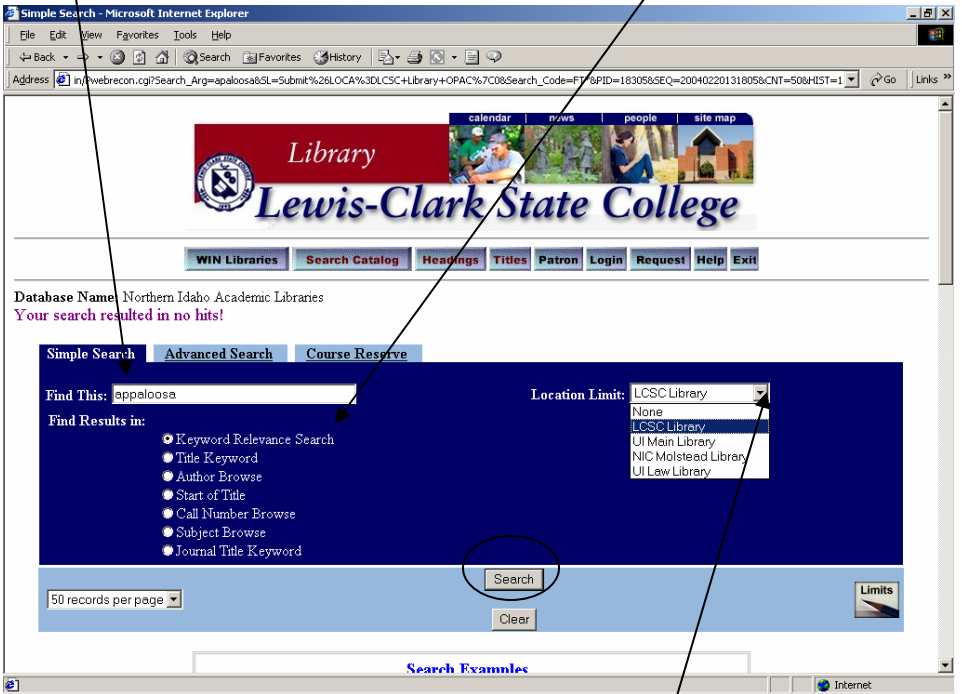 Simple Search - Microsoft Internet Explorer
File Edit View Favorites Tools Help
Back Search Favorites History
Address in/Pwebrecon.cgi?Search_Arg=apaloosa&SL=Submit%26LOCA%3DLCSC+Library+OPAC%7C0&Search_Code=FT*&PID=18305&SEQ=20040220131805&CNT=50&HIST=1 Go Links »
calendar | news | people | site map
Library
Lewis-Clark State College
WIN Libraries Search Catalog Headings Titles Patron Login Request Help Exit
Database Name: Northern Idaho Academic Libraries
Your search resulted in no hits!
Simple Search Advanced Search Course Reserve
Find This: appaloosa Location Limit: LCSC Library
None
LCSC Library
UI Main Library
NIC Molstead Library
UI Law Library
Find Results in:
Keyword Relevance Search
Title Keyword
Author Browse
Start of Title
Call Number Browse
Subject Browse
Journal Title Keyword
Search
50 records per page Limits
Clear
Search Examples
Internet